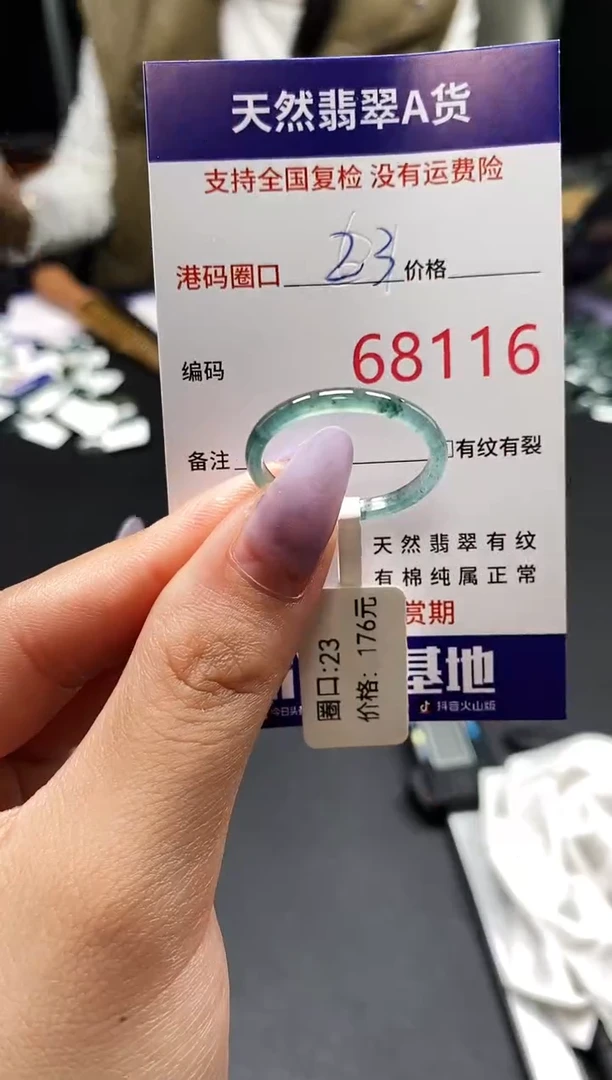 天然翡翠A货
支持全国复检 没有运费险
港码圈口 23 价格
编码 68116
备注 有纹有裂
天然翡翠有纹
有棉纯属正常
赏期
基地
今日头 抖音火山版
圈口:23
价格: 176元